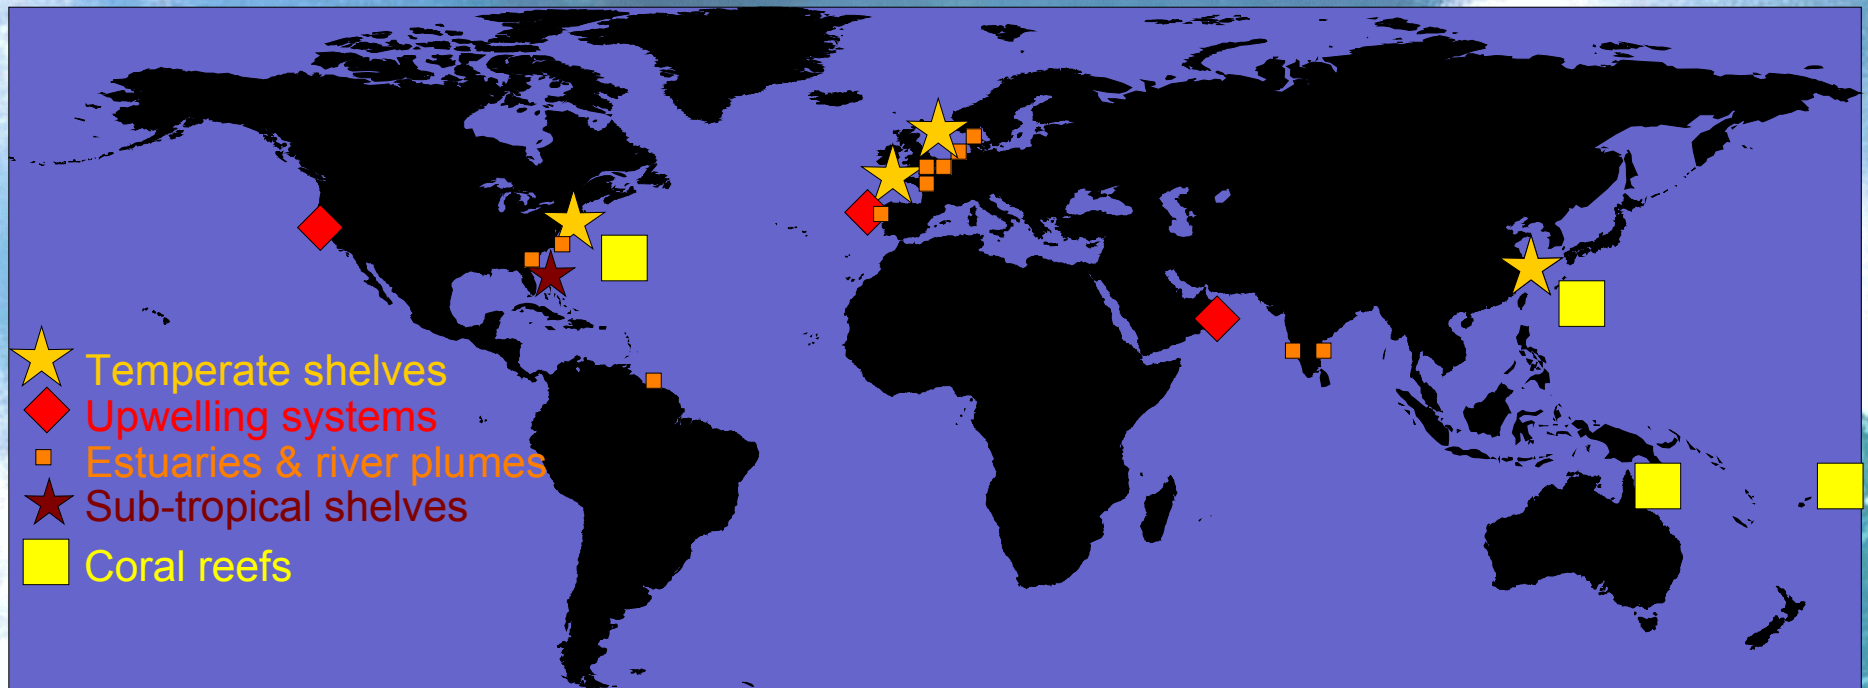 Temperate shelves
Upwelling systems
Estuaries & river plumes
Sub-tropical shelves
Coral reefs